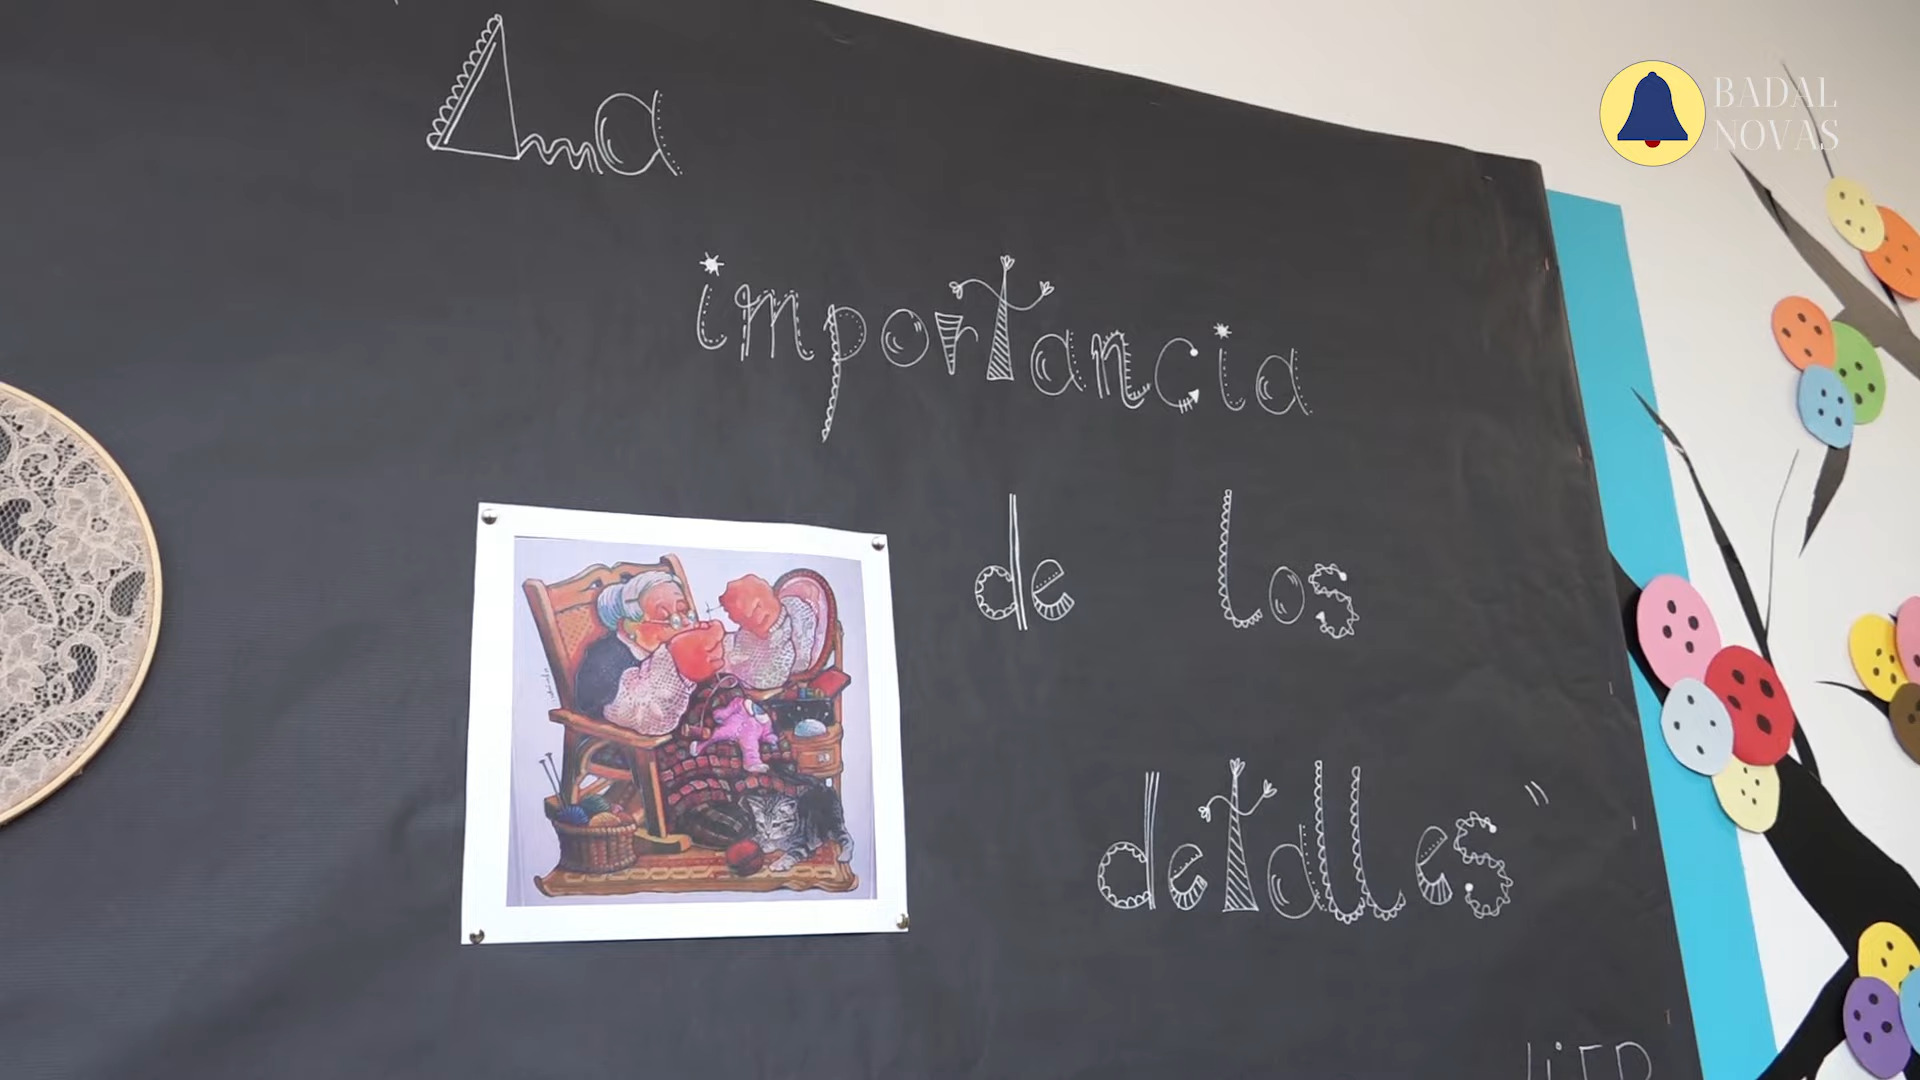 La
importancia
de los
detalles"
BADAL
NOVAS